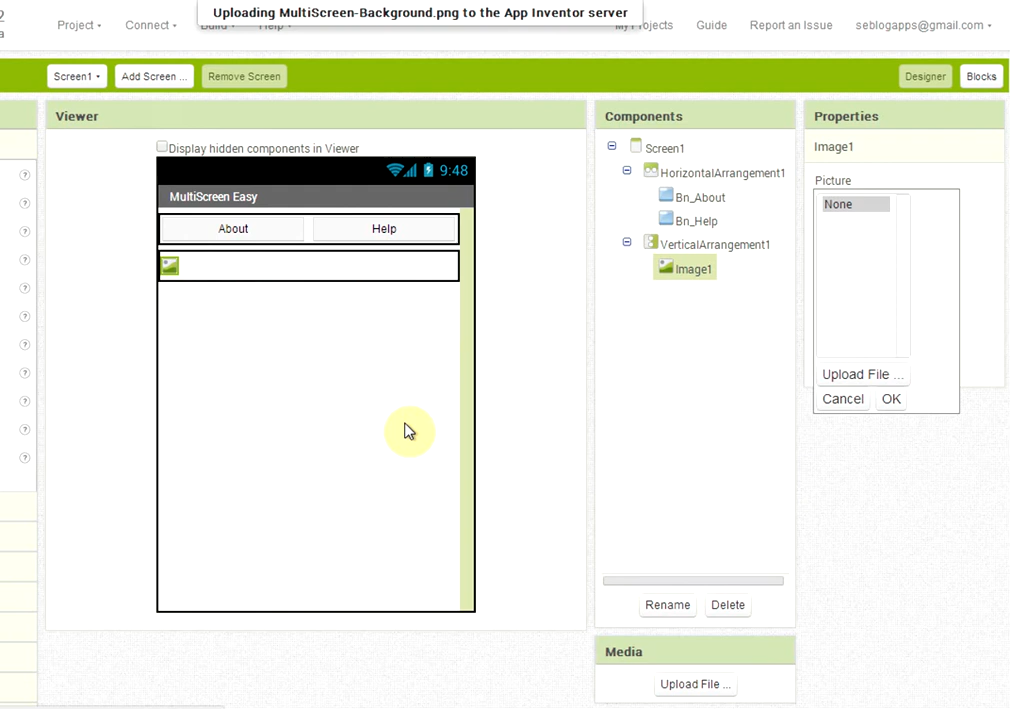 Uploading MultiScreen-Background.png to the App Inventor server
2
a
Project
Connect
Build
Help
My Projects
Guide
Report an Issue
seblogapps@gmail.com
Screen1
Add Screen ...
Remove Screen
Designer
Blocks
Viewer
Display hidden components in Viewer
9:48
MultiScreen Easy
About
Help
?
?
?
?
?
?
?
?
?
?
?
Components
Screen1
HorizontalArrangement1
Bn_About
Bn_Help
VerticalArrangement1
Image1
Rename
Delete
Media
Upload File ...
Properties
Image1
Picture
None
Upload File ...
Cancel
OK